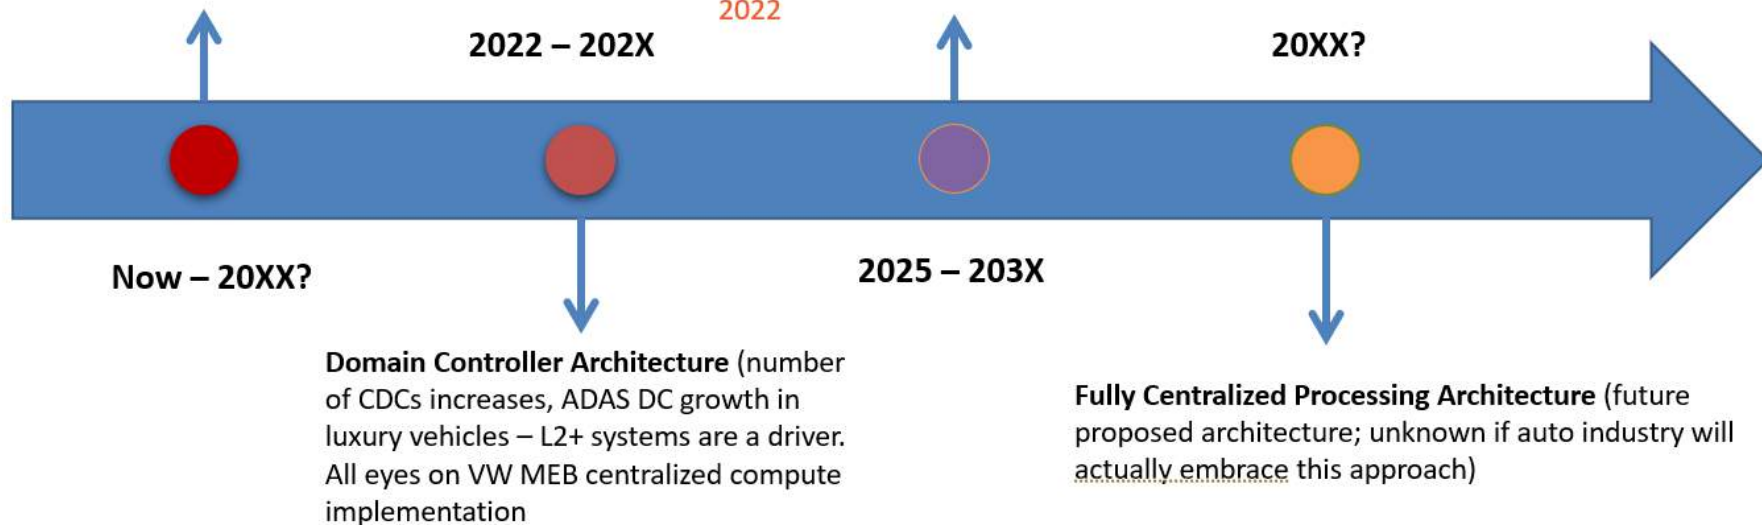 2022
2022 – 202X
20XX?
Now – 20XX?
2025 – 203X
Domain Controller Architecture (number
of CDCs increases, ADAS DC growth in
luxury vehicles – L2+ systems are a driver.
All eyes on VW MEB centralized compute
implementation
Fully Centralized Processing Architecture (future
proposed architecture; unknown if auto industry will
actually embrace this approach)